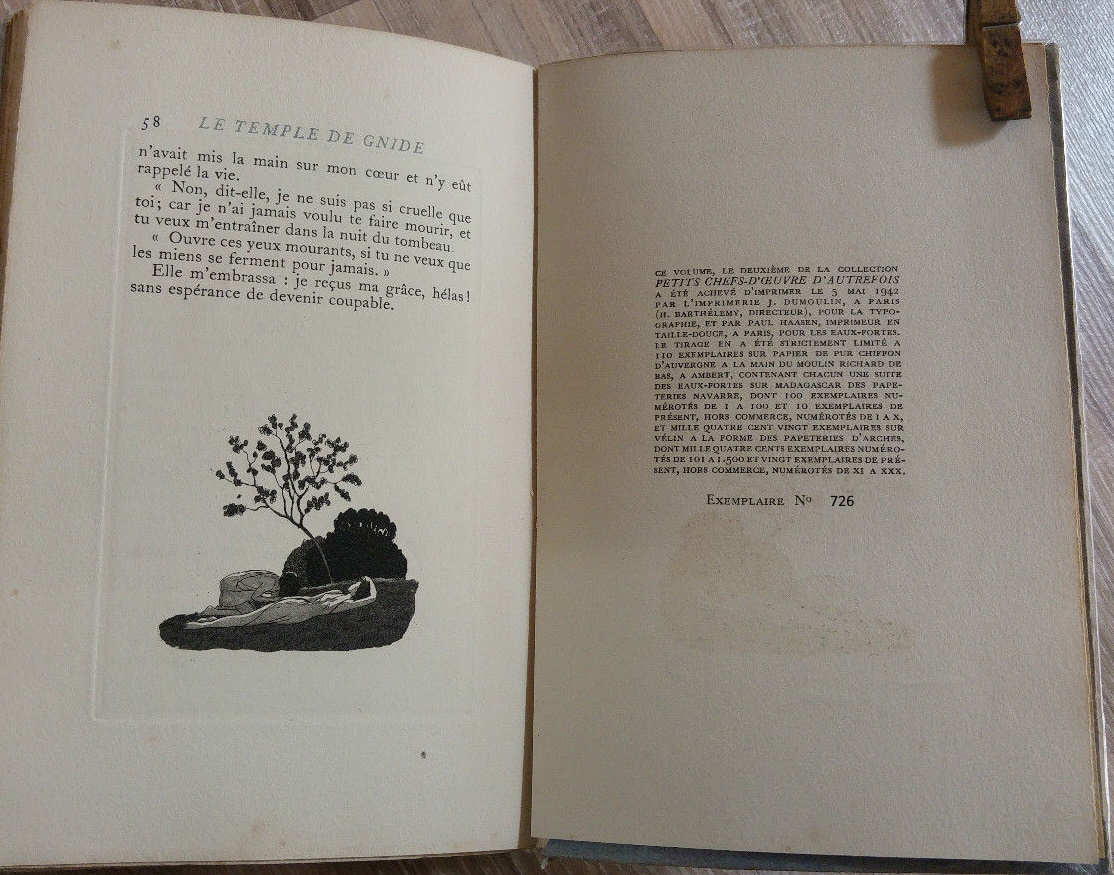 58 LE TEMPLE DE GNIDE
n'avait mis la main sur mon cœur et n'y eût
rappelé la vie.
« Non, dit-elle, je ne suis pas si cruelle que
toi ; car je n'ai jamais voulu te faire mourir, et
tu veux m'entraîner dans la nuit du tombeau.
« Ouvre ces yeux mourants, si tu ne veux que
les miens se ferment pour jamais. »
Elle m'embrassa : je reçus ma grâce, hélas !
sans espérance de devenir coupable.
CE VOLUME, LE DEUXIÈME DE LA COLLECTION
PETITS CHEFS-D'ŒUVRE D'AUTREFOIS
A ÉTÉ ACHEVÉ D'IMPRIMER LE 5 MAI 1942
PAR L'IMPRIMERIE J. DUMOULIN, A PARIS
(H. BARTHÉLEMY, DIRECTEUR), POUR LA TYPO-
GRAPHIE, ET PAR PAUL HAASEN, IMPRIMEUR EN
TAILLE-DOUCE, A PARIS, POUR LES EAUX-FORTES.
LE TIRAGE EN A ÉTÉ STRICTEMENT LIMITÉ A
110 EXEMPLAIRES SUR PAPIER DE PUR CHIFFON
D'AUVERGNE A LA MAIN DU MOULIN RICHARD DE
BAS, A AMBERT, CONTENANT CHACUN UNE SUITE
DES EAUX-FORTES SUR MADAGASCAR DES PAPE-
TERIES NAVARRE, DONT 100 EXEMPLAIRES NU-
MÉROTÉS DE 1 A 100 ET 10 EXEMPLAIRES DE
PRÉSENT, HORS COMMERCE, NUMÉROTÉS DE I A X,
ET MILLE QUATRE CENT VINGT EXEMPLAIRES SUR
VÉLIN A LA FORME DES PAPETERIES D'ARCHES,
DONT MILLE QUATRE CENTS EXEMPLAIRES NUMÉRO-
TÉS DE 101 A 1.500 ET VINGT EXEMPLAIRES DE PRÉ-
SENT, HORS COMMERCE, NUMÉROTÉS DE XI A XXX.
EXEMPLAIRE Nº 726